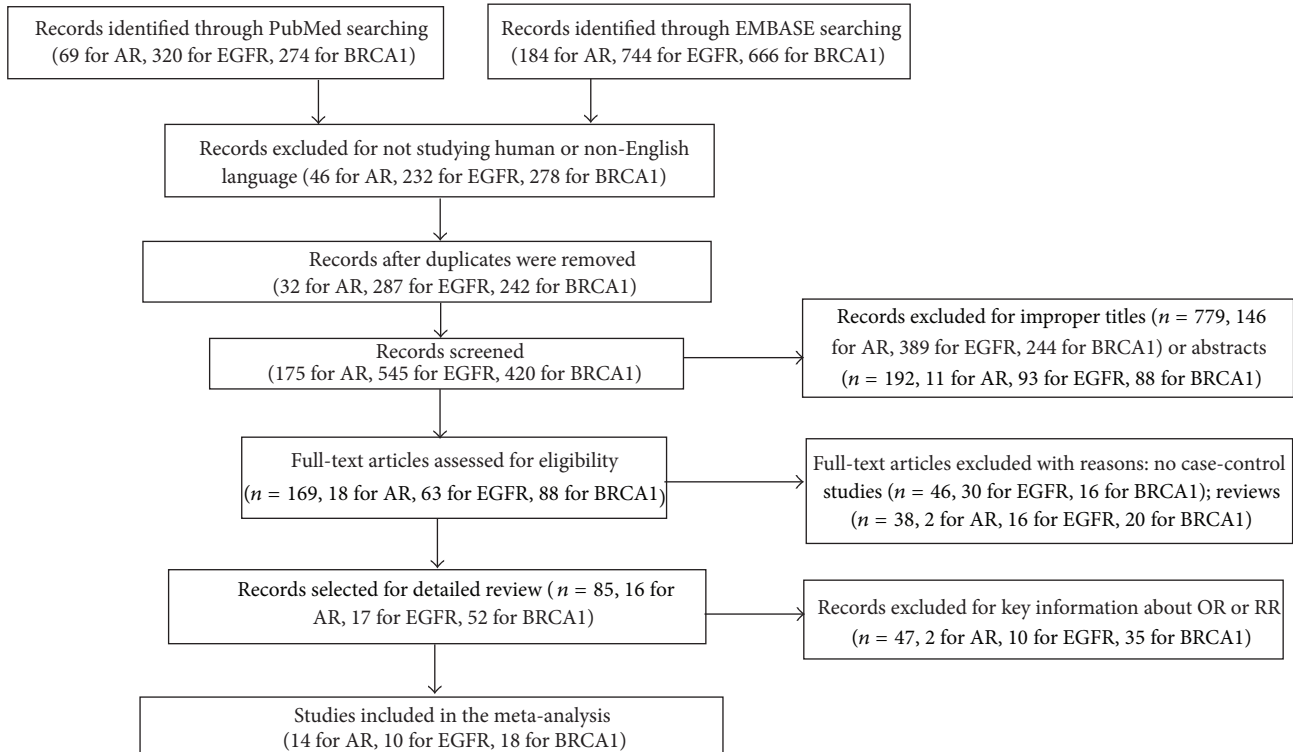 Records identified through PubMed searching
(69 for AR, 320 for EGFR, 274 for BRCA1)
Records identified through EMBASE searching
(184 for AR, 744 for EGFR, 666 for BRCA1)
Records excluded for not studying human or non-English
language (46 for AR, 232 for EGFR, 278 for BRCA1)
Records after duplicates were removed
(32 for AR, 287 for EGFR, 242 for BRCA1)
Records screened
(175 for AR, 545 for EGFR, 420 for BRCA1)
Records excluded for improper titles (n = 779, 146
for AR, 389 for EGFR, 244 for BRCA1) or abstracts
(n = 192, 11 for AR, 93 for EGFR, 88 for BRCA1)
Full-text articles assessed for eligibility
(n = 169, 18 for AR, 63 for EGFR, 88 for BRCA1)
Full-text articles excluded with reasons: no case-control
studies (n = 46, 30 for EGFR, 16 for BRCA1); reviews
(n = 38, 2 for AR, 16 for EGFR, 20 for BRCA1)
Records selected for detailed review (n = 85, 16 for
AR, 17 for EGFR, 52 for BRCA1)
Records excluded for key information about OR or RR
(n = 47, 2 for AR, 10 for EGFR, 35 for BRCA1)
Studies included in the meta-analysis
(14 for AR, 10 for EGFR, 18 for BRCA1)